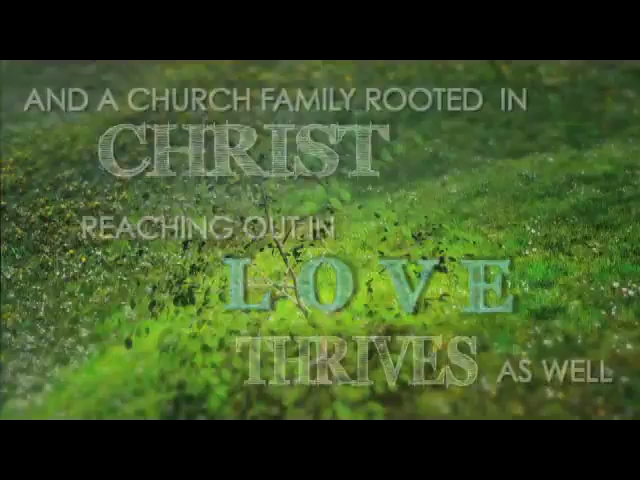 AND A CHURCH FAMILY ROOTED IN
CHRIST
REACHING OUT IN
LOVE
THRIVES AS WELL